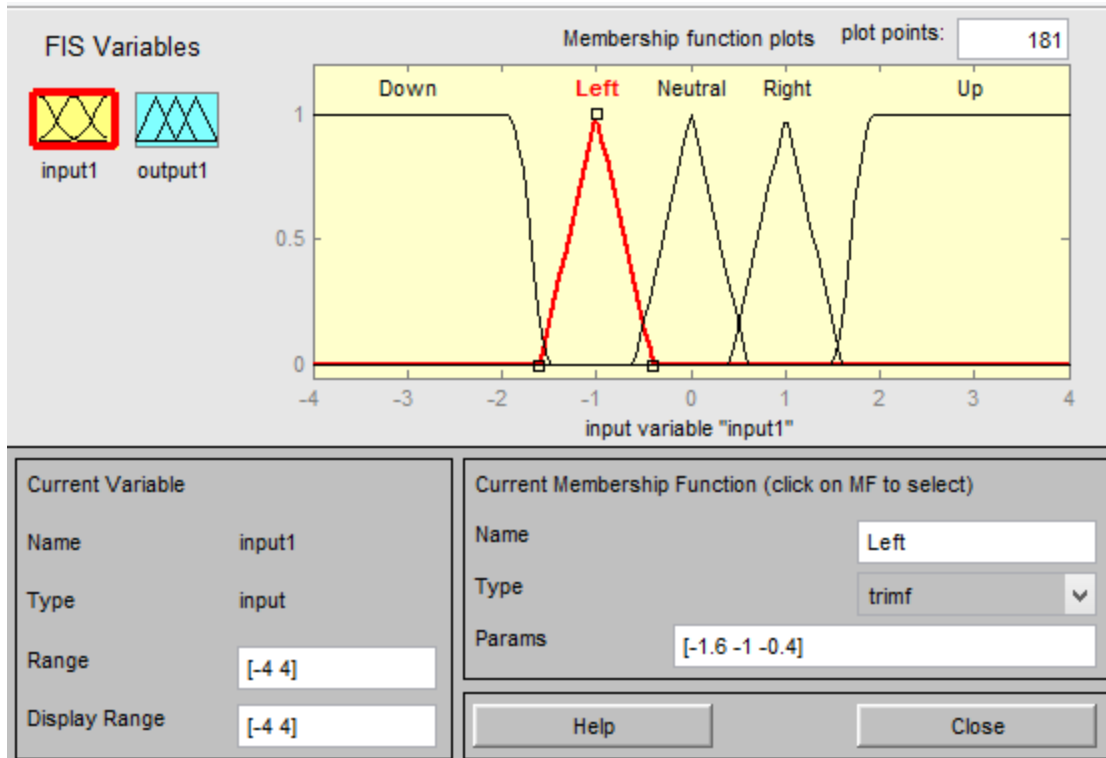 FIS Variables
Membership function plots
plot points:
181
input1
output1
Down
Left
Neutral
Right
Up
1
0.5
0
-4
-3
-2
-1
0
1
2
3
4
input variable "input1"
Current Variable
Name
input1
Type
input
Range
[-4 4]
Display Range
[-4 4]
Current Membership Function (click on MF to select)
Name
Left
Type
trimf
Params
[-1.6 -1 -0.4]
Help
Close